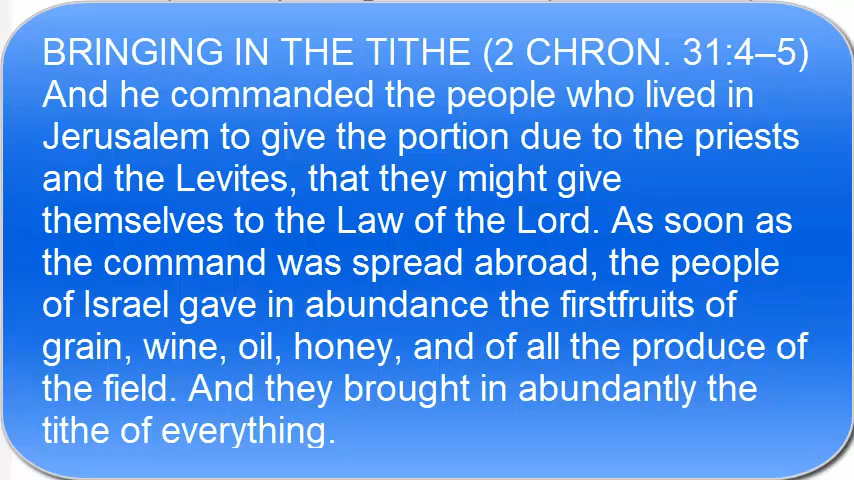 BRINGING IN THE TITHE (2 CHRON. 31:4–5)
And he commanded the people who lived in
Jerusalem to give the portion due to the priests
and the Levites, that they might give
themselves to the Law of the Lord. As soon as
the command was spread abroad, the people
of Israel gave in abundance the firstfruits of
grain, wine, oil, honey, and of all the produce of
the field. And they brought in abundantly the
tithe of everything.